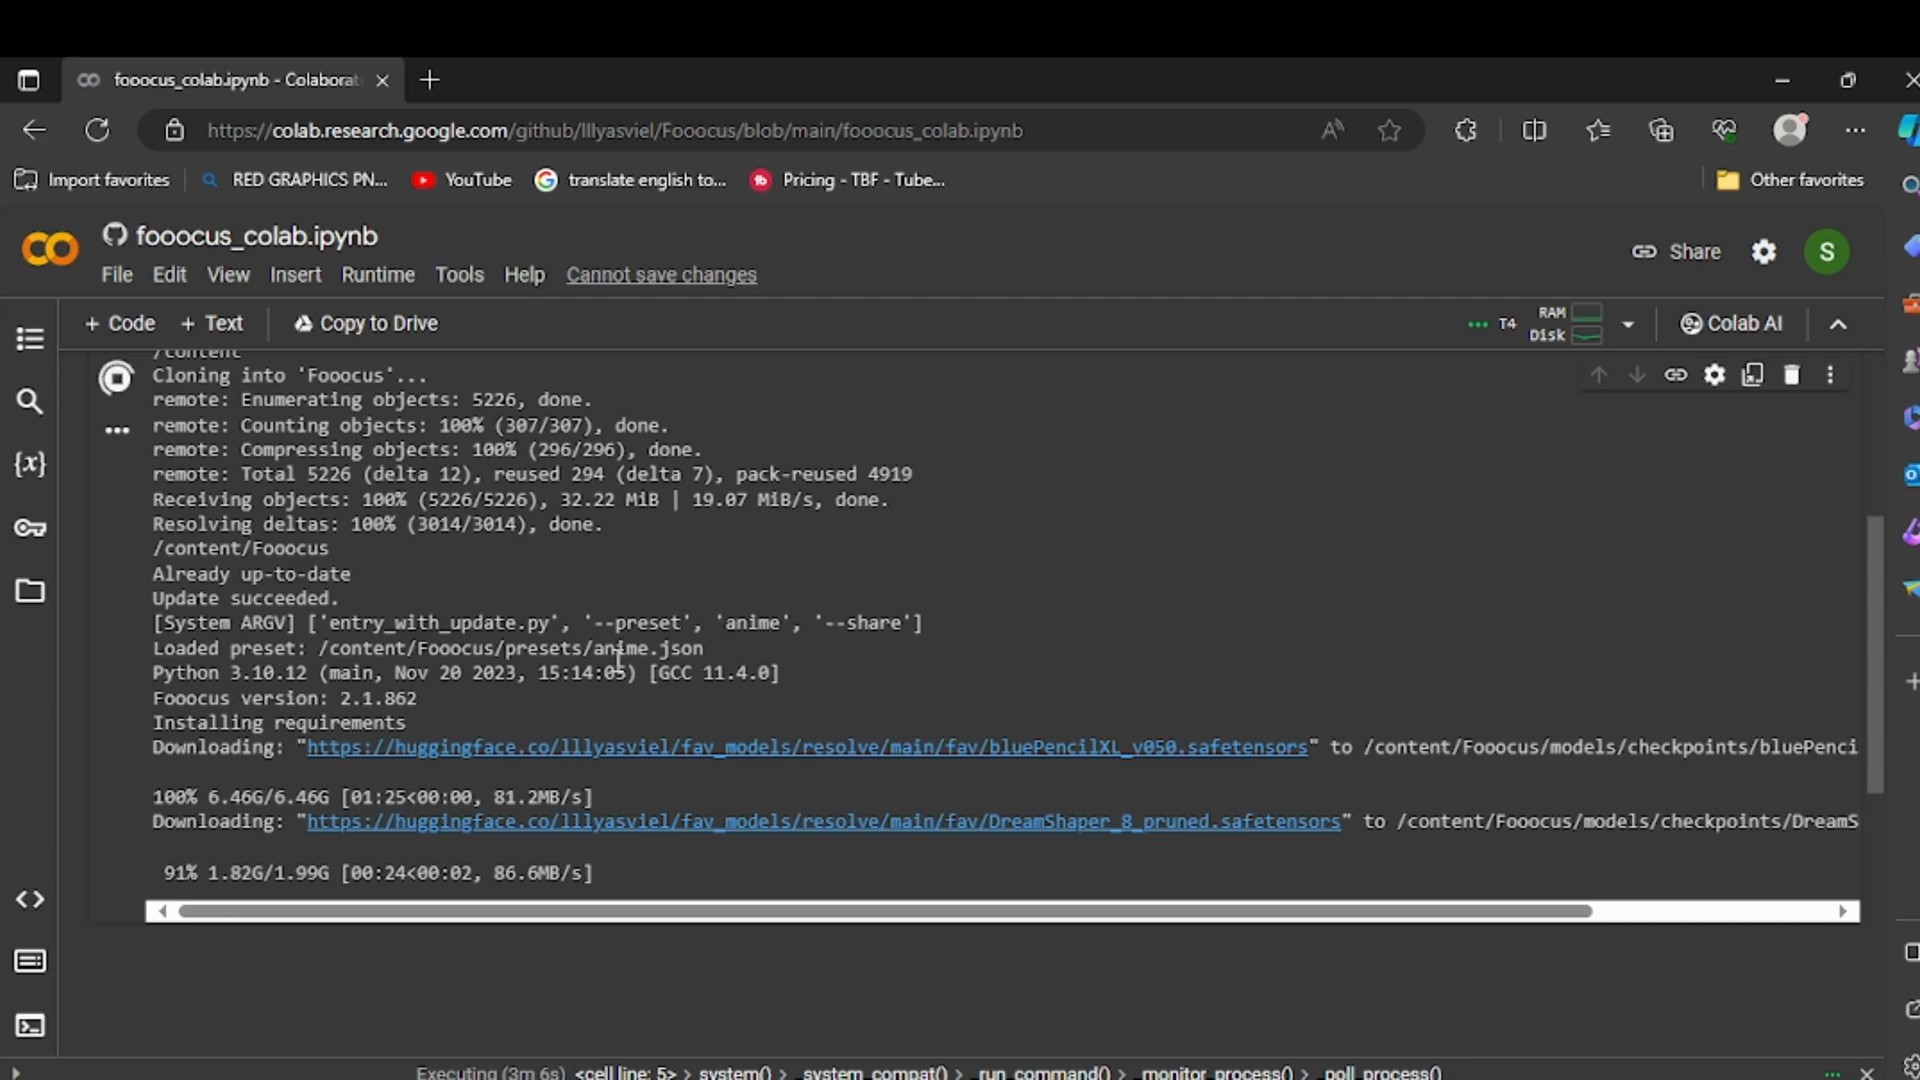 fooocus_colab.ipynb - Colaborat
https://colab.research.google.com/github/lllyasviel/Fooocus/blob/main/fooocus_colab.ipynb
Import favorites
RED GRAPHICS PN...
YouTube
translate english to...
Pricing - TBF - Tube...
Other favorites
fooocus_colab.ipynb
Share
S
File Edit View Insert Runtime Tools Help Cannot save changes
+ Code + Text Copy to Drive
T4 RAM
Disk
Colab AI
/content
Cloning into 'Fooocus'...
remote: Enumerating objects: 5226, done.
remote: Counting objects: 100% (307/307), done.
remote: Compressing objects: 100% (296/296), done.
remote: Total 5226 (delta 12), reused 294 (delta 7), pack-reused 4919
Receiving objects: 100% (5226/5226), 32.22 MiB | 19.07 MiB/s, done.
Resolving deltas: 100% (3014/3014), done.
/content/Fooocus
Already up-to-date
Update succeeded.
[System ARGV] ['entry_with_update.py', '--preset', 'anime', '--share']
Loaded preset: /content/Fooocus/presets/anime.json
Python 3.10.12 (main, Nov 20 2023, 15:14:05) [GCC 11.4.0]
Fooocus version: 2.1.862
Installing requirements
Downloading: "https://huggingface.co/lllyasviel/fav_models/resolve/main/fav/bluePencilXL_v050.safetensors" to /content/Fooocus/models/checkpoints/bluePenci
100% 6.46G/6.46G [01:25<00:00, 81.2MB/s]
Downloading: "https://huggingface.co/lllyasviel/fav_models/resolve/main/fav/DreamShaper_8_pruned.safetensors" to /content/Fooocus/models/checkpoints/DreamS
91% 1.82G/1.99G [00:24<00:02, 86.6MB/s]
Executing (3m 6s) <cell line: 5> > system() > _system_compat() > _run_command() > _monitor_process() > _poll_process()